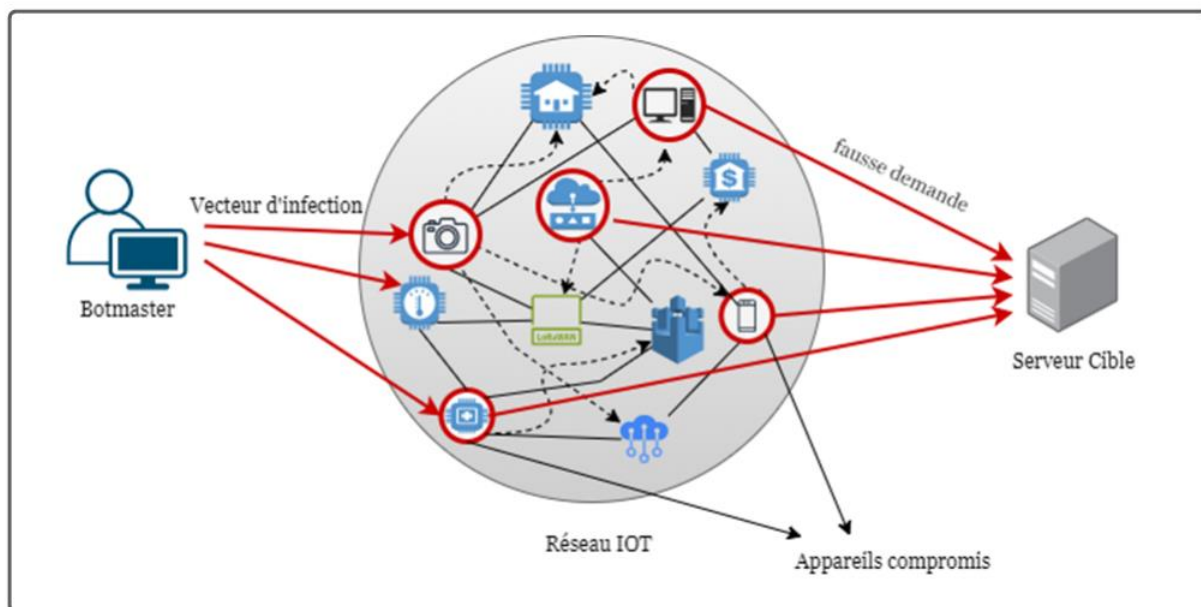 fausse demande
Vecteur d'infection
Botmaster
LoRaWAN
Serveur Cible
Réseau IOT
Appareils compromis